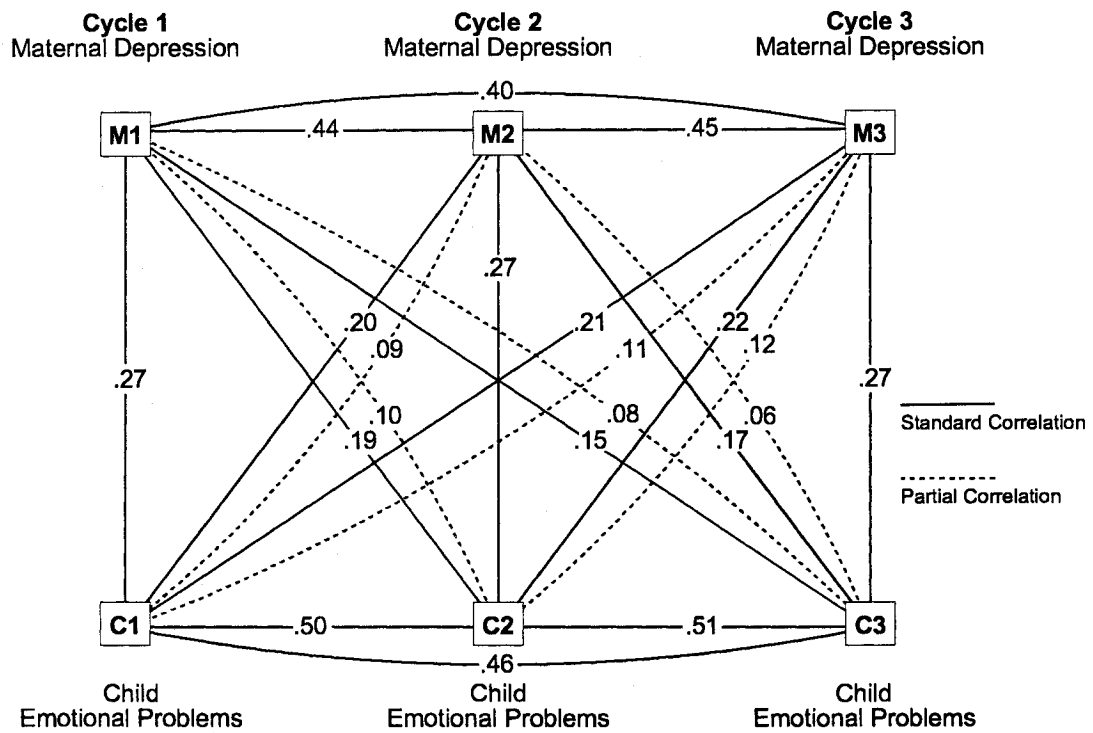 Cycle 1
Maternal Depression
Cycle 2
Maternal Depression
Cycle 3
Maternal Depression
.40
M1
.44
M2
.45
M3
.27
.20
.09
.21
.11
.22
.12
.27
.27
.10
.19
.08
.15
.06
.17
Standard Correlation
Partial Correlation
C1
.50
C2
.51
C3
.46
Child
Emotional Problems
Child
Emotional Problems
Child
Emotional Problems